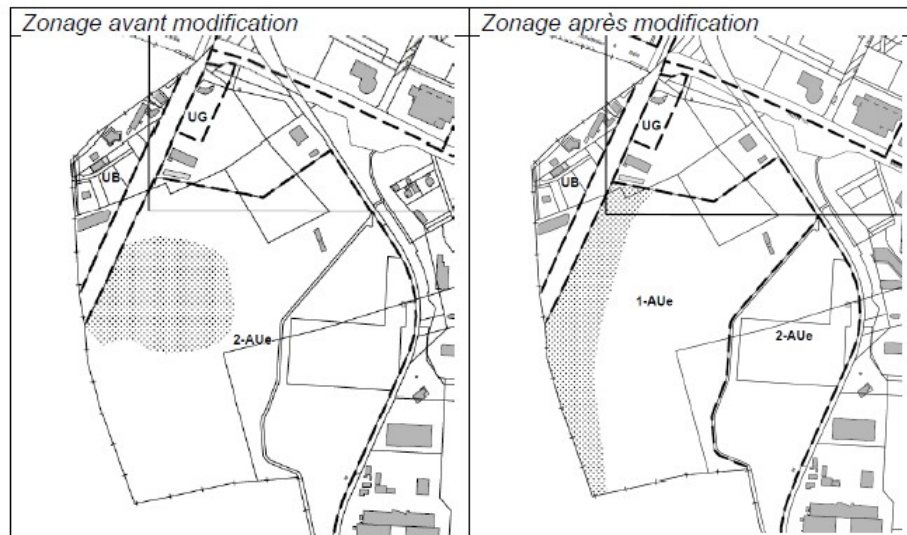 Zonage avant modification
Zonage après modification
UG
UB
2-AUe
UG
UB
1-AUe
2-AUe